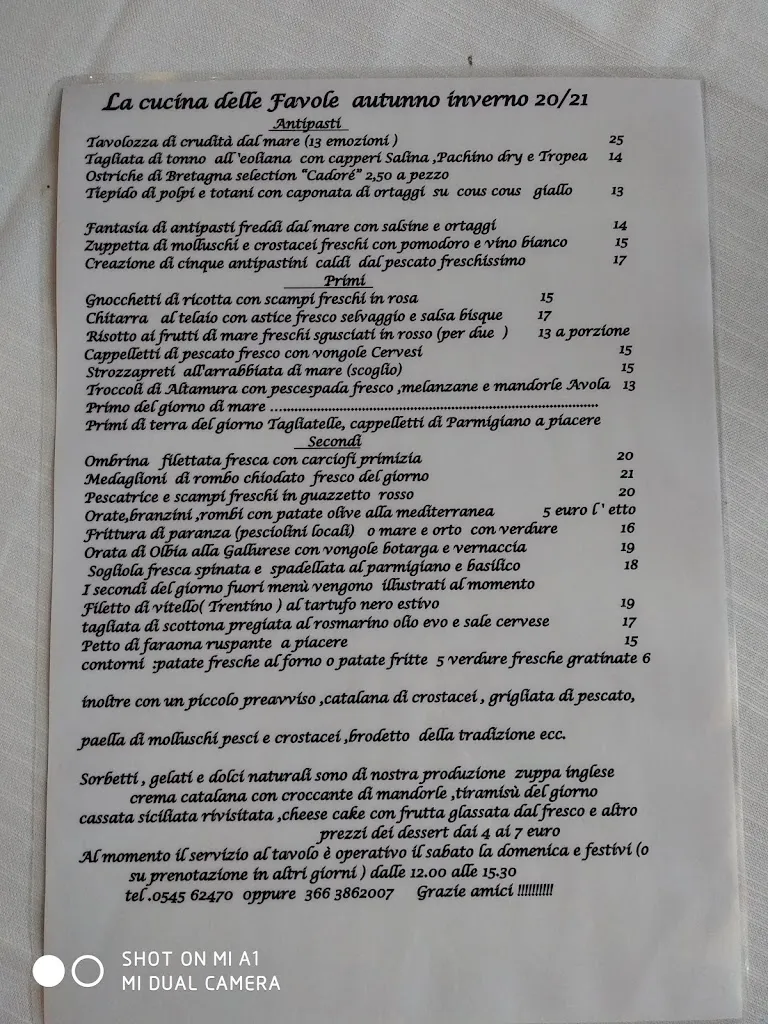 La cucina delle Favole autunno inverno 20/21
Antipasti
Tavolozza di crudità dal mare (13 emozioni ) 25
Tagliata di tonno all'eoliana con capperi Salina ,Pachino dry e Tropea 14
Ostriche di Bretagna selection "Cadoré" 2,50 a pezzo
Tiepido di polpi e totani con caponata di ortaggi su cous cous giallo 13
Fantasia di antipasti freddi dal mare con salsine e ortaggi 14
Zuppetta di molluschi e crostacei freschi con pomodoro e vino bianco 15
Creazione di cinque antipastini caldi dal pescato freschissimo 17
Primi
Gnocchetti di ricotta con scampi freschi in rosa 15
Chitarra al telaio con astice fresco selvaggio e salsa bisque 17
Risotto ai frutti di mare freschi sgusciati in rosso (per due ) 13 a porzione
Cappelletti di pescato fresco con vongole Cervesi 15
Strozzapreti all'arrabbiata di mare (scoglio) 15
Troccoli di Altamura con pescespada fresco ,melanzane e mandorle Avola 13
Primo del giorno di mare ..................................................................................
Primi di terra del giorno Tagliatelle, cappelletti di Parmigiano a piacere
Secondi
Ombrina filettata fresca con carciofi primizia 20
Medaglioni di rombo chiodato fresco del giorno 21
Pescatrice e scampi freschi in guazzetto rosso 20
Orate,branzini ,rombi con patate olive alla mediterranea 5 euro l' etto
Frittura di paranza (pesciolini locali) o mare e orto con verdure 16
Orata di Olbia alla Gallurese con vongole botarga e vernaccia 19
Sogliola fresca spinata e spadellata al parmigiano e basilico 18
I secondi del giorno fuori menù vengono illustrati al momento
Filetto di vitello( Trentino ) al tartufo nero estivo 19
tagliata di scottona pregiata al rosmarino olio evo e sale cervese 17
Petto di faraona ruspante a piacere 15
contorni :patate fresche al forno o patate fritte 5 verdure fresche gratinate 6
inoltre con un piccolo preavviso ,catalana di crostacei , grigliata di pescato,
paella di molluschi pesci e crostacei ,brodetto della tradizione ecc.
Sorbetti , gelati e dolci naturali sono di nostra produzione zuppa inglese
crema catalana con croccante di mandorle ,tiramisù del giorno
cassata siciliata rivisitata ,cheese cake con frutta glassata dal fresco e altro
prezzi dei dessert dai 4 ai 7 euro
Al momento il servizio al tavolo è operativo il sabato la domenica e festivi (o
su prenotazione in altri giorni ) dalle 12.00 alle 15.30
tel .0545 62470 oppure 366 3862007 Grazie amici !!!!!!!!!!
SHOT ON MI A1
MI DUAL CAMERA